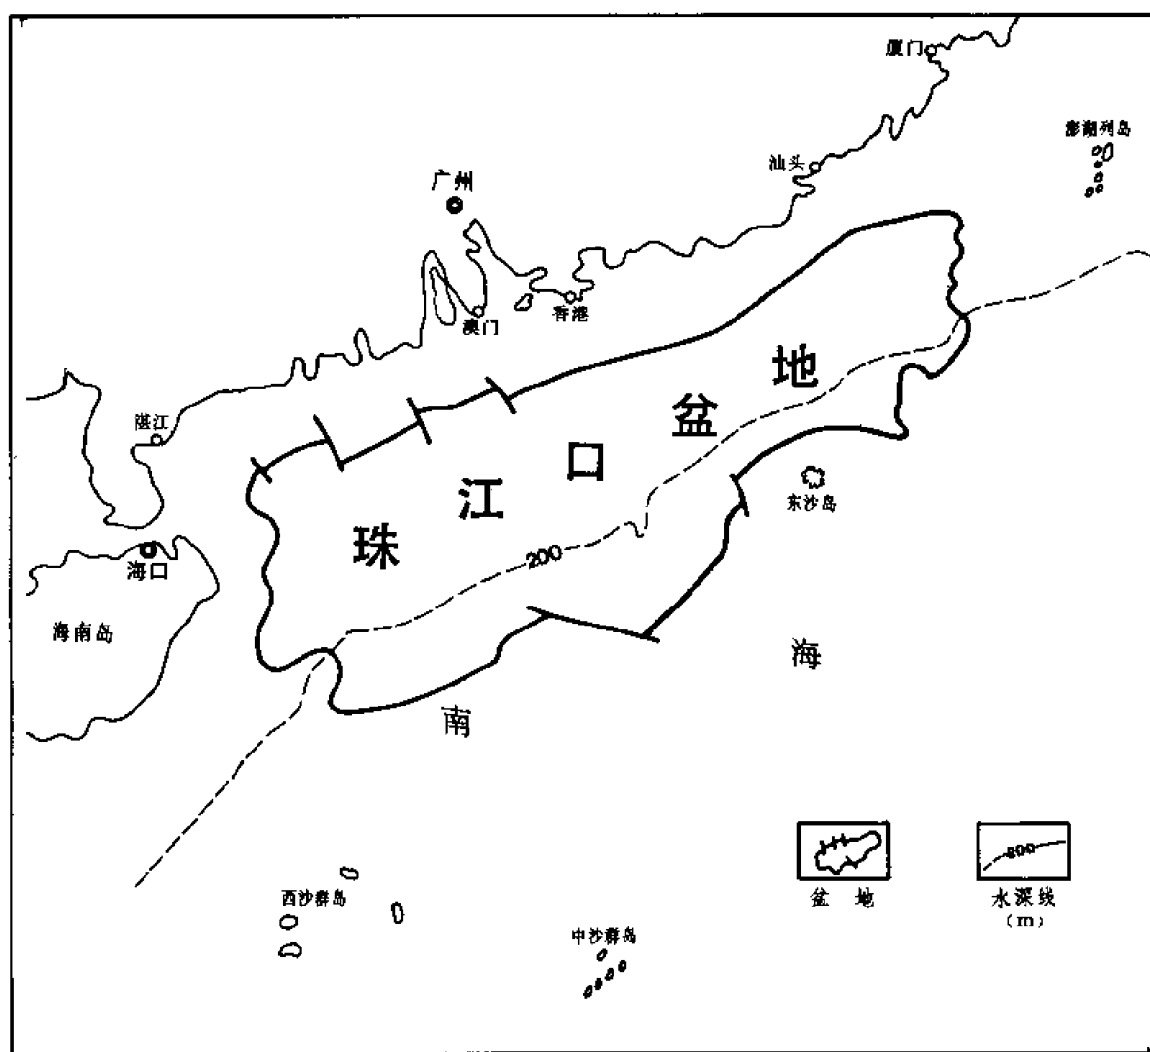 厦门
澎湖列岛
汕头
广州
香港
澳门
珠江口盆地
湛江
东沙岛
200
海口
海南岛
南海
西沙群岛
中沙群岛
200
盆 地
水深线
(m)